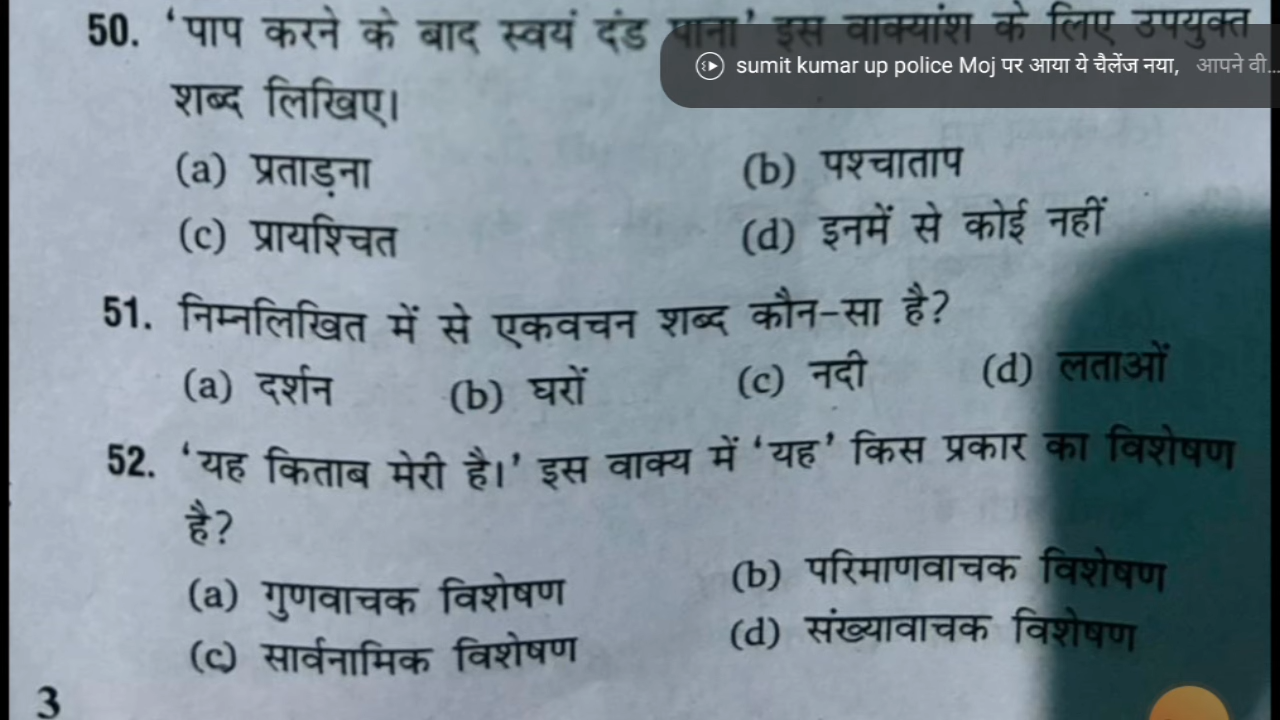 50. ‘पाप करने के बाद स्वयं दंड पाना’ इस वाक्यांश के लिए उपयुक्त
sumit kumar up police Moj पर आया ये चैलेंज नया, आपने वी...
शब्द लिखिए।
(a) प्रताड़ना (b) पश्चाताप
(c) प्रायश्चित (d) इनमें से कोई नहीं
51. निम्नलिखित में से एकवचन शब्द कौन-सा है?
(a) दर्शन (b) घरों (c) नदी (d) लताओं
52. ‘यह किताब मेरी है।’ इस वाक्य में ‘यह’ किस प्रकार का विशेषण
है?
(a) गुणवाचक विशेषण (b) परिमाणवाचक विशेषण
(c) सार्वनामिक विशेषण (d) संख्यावाचक विशेषण
3